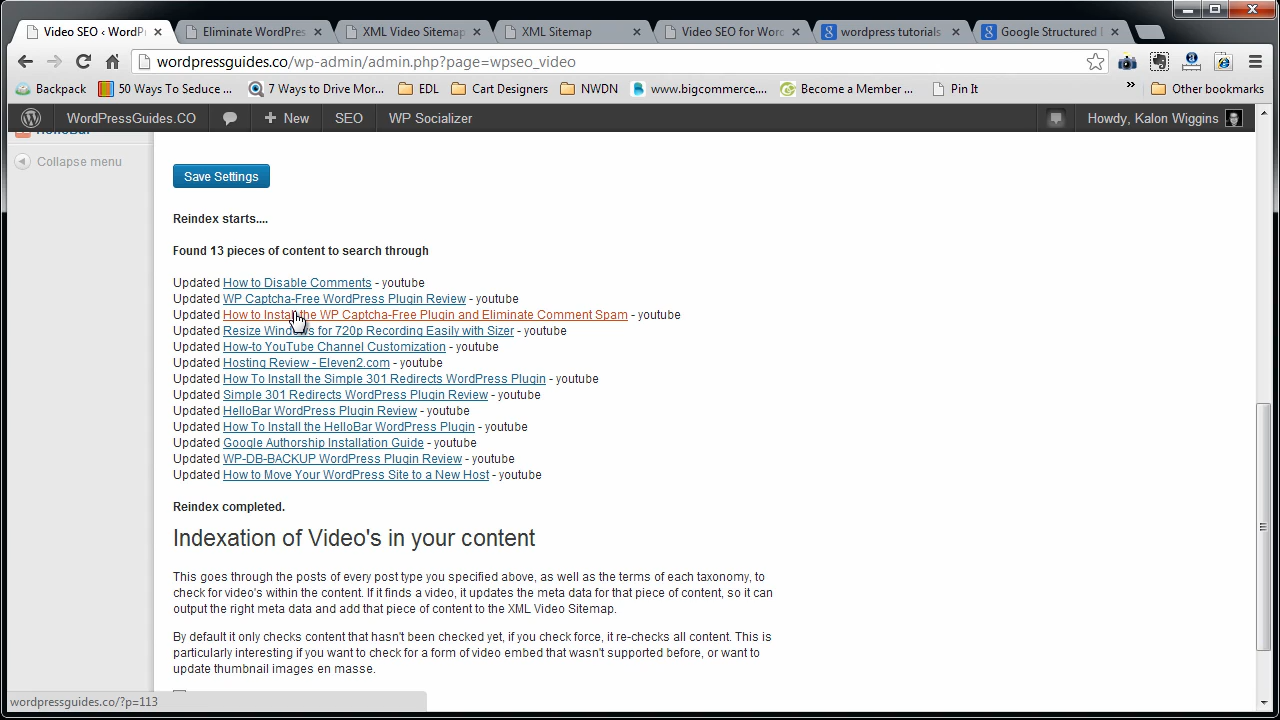 Video SEO ‹ WordPr
Eliminate WordPres
XML Video Sitemap
XML Sitemap
Video SEO for Word
wordpress tutorials
Google Structured
wordpressguides.co/wp-admin/admin.php?page=wpseo_video
Backpack
50 Ways To Seduce ...
7 Ways to Drive Mor...
EDL
Cart Designers
NWDN
www.bigcommerce....
Become a Member ...
Pin It
»
Other bookmarks
WordPressGuides.CO
+ New
SEO
WP Socializer
Howdy, Kalon Wiggins
HelloBar
Collapse menu
Save Settings
Reindex starts....
Found 13 pieces of content to search through
Updated How to Disable Comments - youtube
Updated WP Captcha-Free WordPress Plugin Review - youtube
Updated How to Install the WP Captcha-Free Plugin and Eliminate Comment Spam - youtube
Updated Resize Windows for 720p Recording Easily with Sizer - youtube
Updated How-to YouTube Channel Customization - youtube
Updated Hosting Review - Eleven2.com - youtube
Updated How To Install the Simple 301 Redirects WordPress Plugin - youtube
Updated Simple 301 Redirects WordPress Plugin Review - youtube
Updated HelloBar WordPress Plugin Review - youtube
Updated How To Install the HelloBar WordPress Plugin - youtube
Updated Google Authorship Installation Guide - youtube
Updated WP-DB-BACKUP WordPress Plugin Review - youtube
Updated How to Move Your WordPress Site to a New Host - youtube
Reindex completed.
Indexation of Video's in your content
This goes through the posts of every post type you specified above, as well as the terms of each taxonomy, to
check for video's within the content. If it finds a video, it updates the meta data for that piece of content, so it can
output the right meta data and add that piece of content to the XML Video Sitemap.
By default it only checks content that hasn't been checked yet, if you check force, it re-checks all content. This is
particularly interesting if you want to check for a form of video embed that wasn't supported before, or want to
update thumbnail images en masse.
wordpressguides.co/?p=113